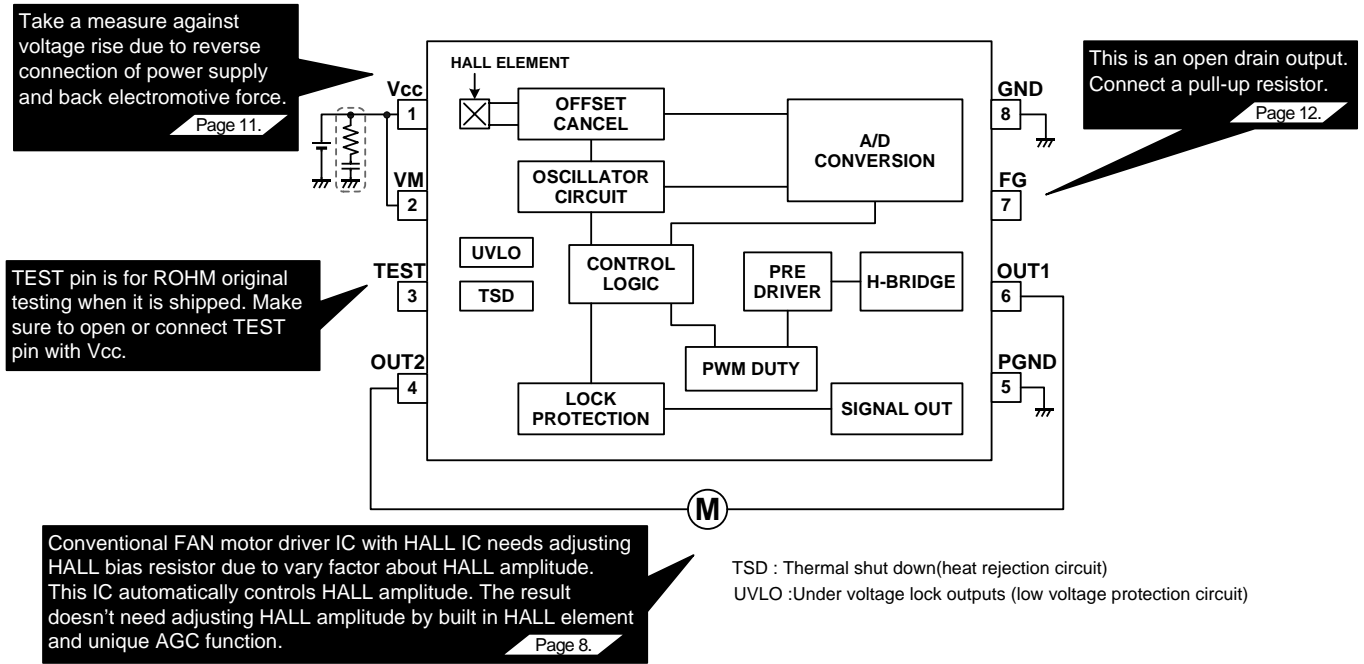 Take a measure against
voltage rise due to reverse
connection of power supply
and back electromotive force.
Page 11.
This is an open drain output.
Connect a pull-up resistor.
Page 12.
HALL ELEMENT
Vcc
1
OFFSET
CANCEL
A/D
CONVERSION
GND
8
VM
2
OSCILLATOR
CIRCUIT
FG
7
TEST pin is for ROHM original
testing when it is shipped. Make
sure to open or connect TEST
pin with Vcc.
TEST
3
UVLO
TSD
CONTROL
LOGIC
PRE
DRIVER
H-BRIDGE
OUT1
6
OUT2
4
PWM DUTY
PGND
5
LOCK
PROTECTION
SIGNAL OUT
M
Conventional FAN motor driver IC with HALL IC needs adjusting
HALL bias resistor due to vary factor about HALL amplitude.
This IC automatically controls HALL amplitude. The result
doesn't need adjusting HALL amplitude by built in HALL element
and unique AGC function.
Page 8.
TSD : Thermal shut down(heat rejection circuit)
UVLO :Under voltage lock outputs (low voltage protection circuit)